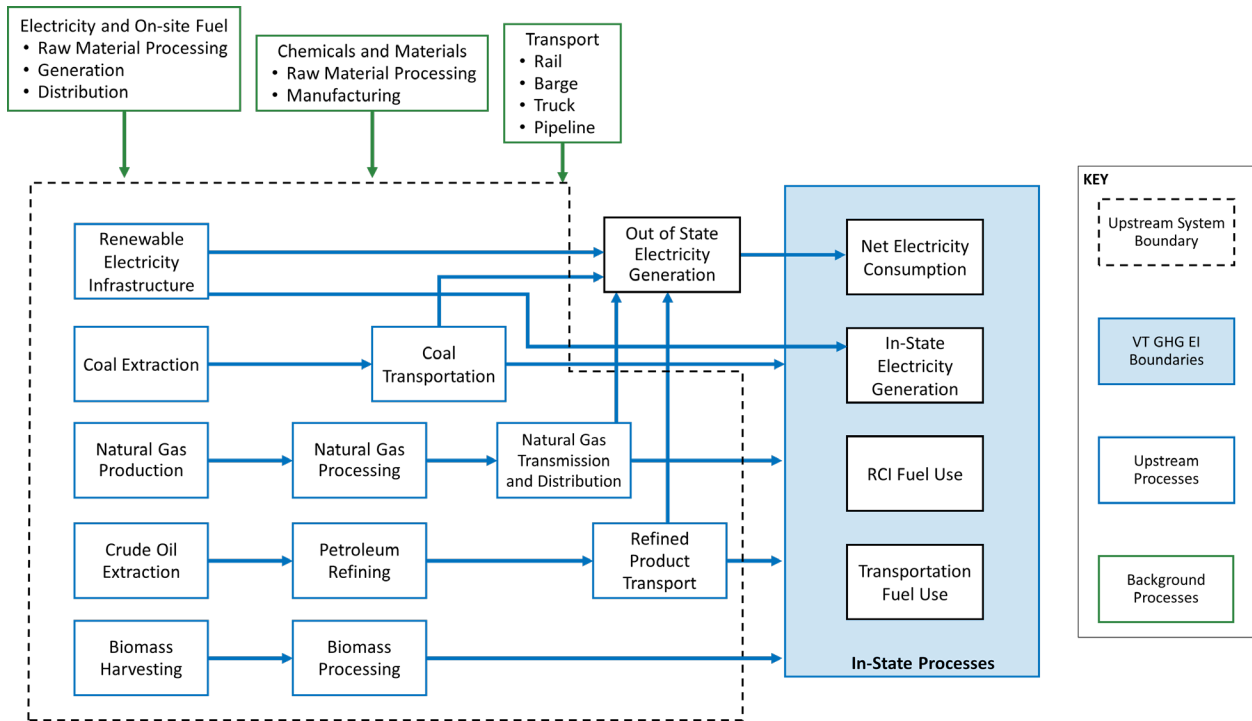 Electricity and On-site Fuel
• Raw Material Processing
• Generation
• Distribution
Chemicals and Materials
• Raw Material Processing
• Manufacturing
Transport
• Rail
• Barge
• Truck
• Pipeline
Renewable
Electricity
Infrastructure
Out of State
Electricity
Generation
Net Electricity
Consumption
Coal Extraction
Coal
Transportation
In-State
Electricity
Generation
Natural Gas
Production
Natural Gas
Processing
Natural Gas
Transmission
and Distribution
RCI Fuel Use
Crude Oil
Extraction
Petroleum
Refining
Refined
Product
Transport
Transportation
Fuel Use
Biomass
Harvesting
Biomass
Processing
In-State Processes
KEY
Upstream System
Boundary
VT GHG EI
Boundaries
Upstream
Processes
Background
Processes